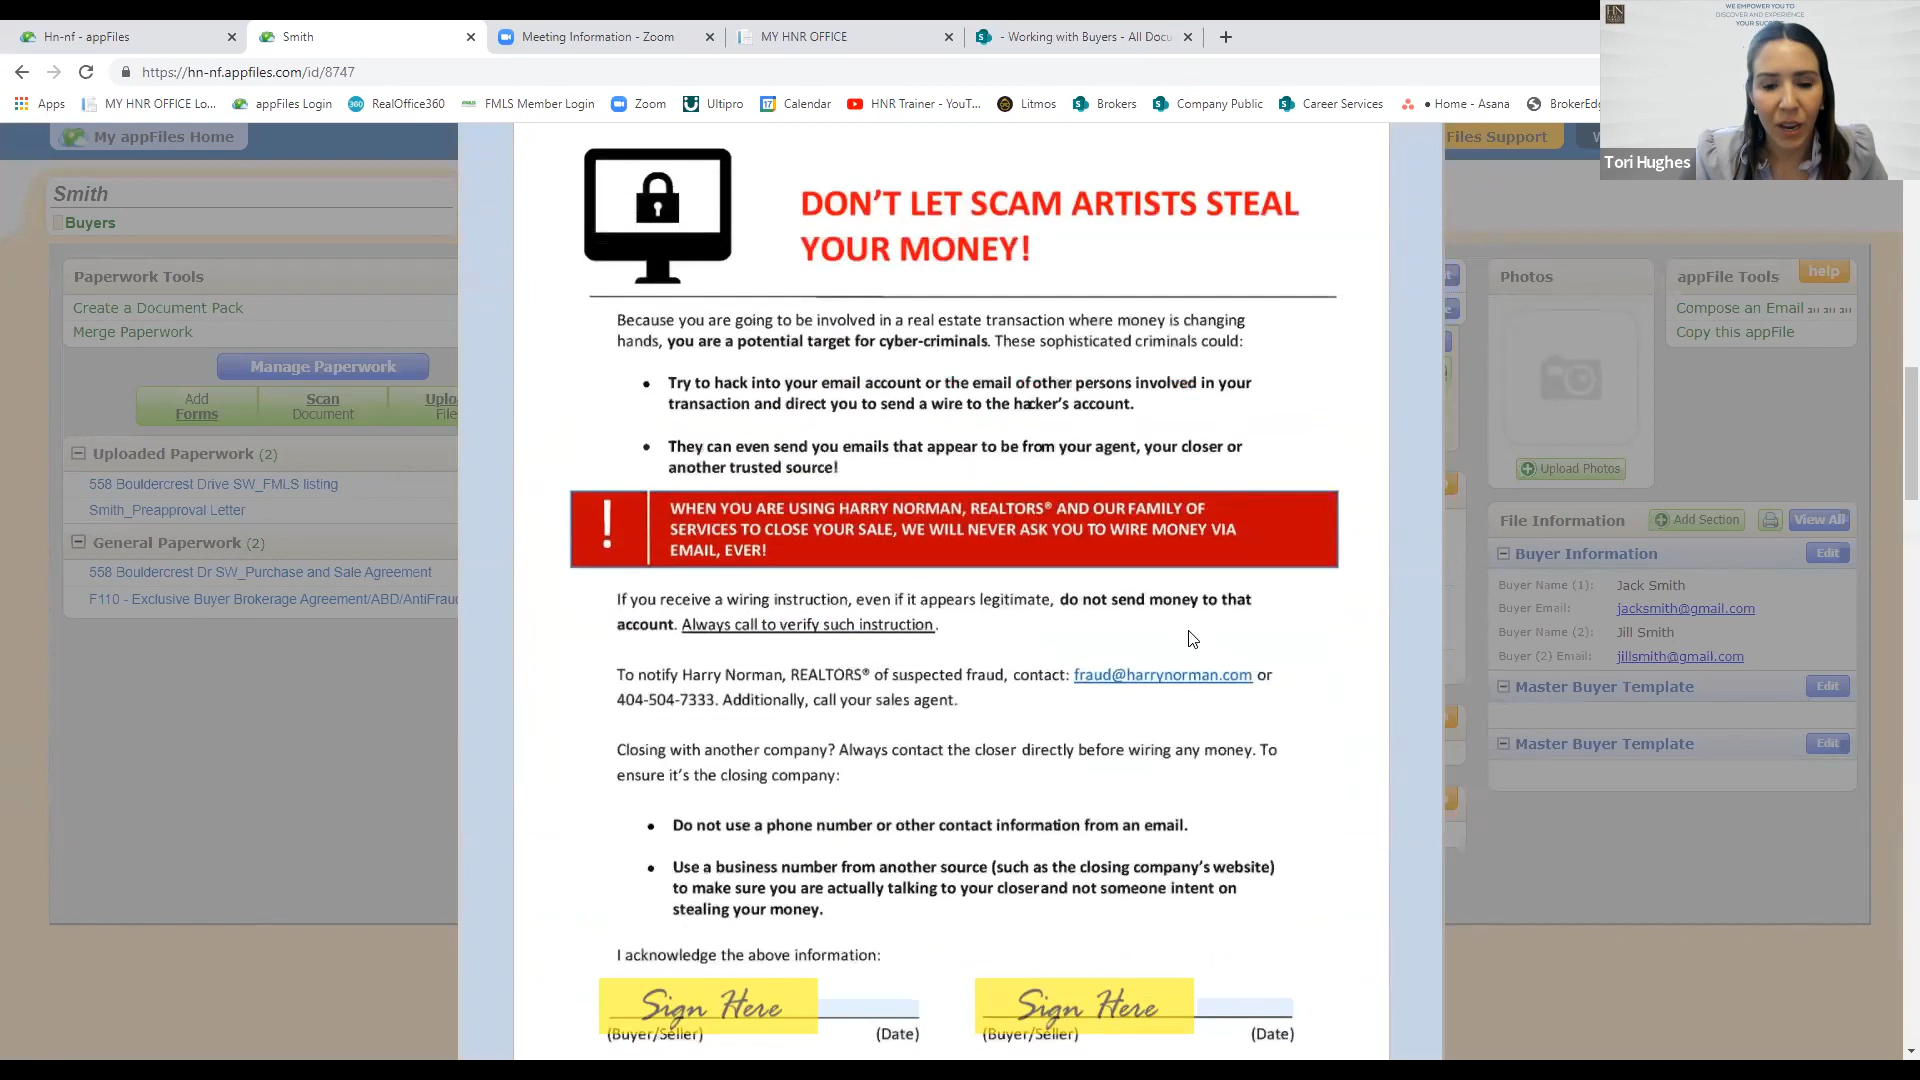 Hn-nf - appFiles
Smith
Meeting Information - Zoom
MY HNR OFFICE
- Working with Buyers - All Docu
https://hn-nf.appfiles.com/id/8747
Apps
MY HNR OFFICE Lo...
appFiles Login
RealOffice360
FMLS Member Login
Zoom
Ultipro
Calendar
HNR Trainer - YouT...
Litmos
Brokers
Company Public
Career Services
• Home - Asana
BrokerEdg
HN
WE EMPOWER YOU TO
DISCOVER AND EXPERIENCE
YOUR
Tori Hughes
My appFiles Home
Files Support
Smith
Buyers
Paperwork Tools
Create a Document Pack
Merge Paperwork
Manage Paperwork
Add
Forms
Scan
Document
Uplo
File
Uploaded Paperwork (2)
558 Bouldercrest Drive SW_FMLS listing
Smith_Preapproval Letter
General Paperwork (2)
558 Bouldercrest Dr SW_Purchase and Sale Agreement
F110 - Exclusive Buyer Brokerage Agreement/ABD/AntiFraud
DON'T LET SCAM ARTISTS STEAL
YOUR MONEY!
Because you are going to be involved in a real estate transaction where money is changing
hands, you are a potential target for cyber-criminals. These sophisticated criminals could:
• Try to hack into your email account or the email of other persons involved in your
transaction and direct you to send a wire to the hacker's account.
• They can even send you emails that appear to be from your agent, your closer or
another trusted source!
! WHEN YOU ARE USING HARRY NORMAN, REALTORS® AND OUR FAMILY OF
SERVICES TO CLOSE YOUR SALE, WE WILL NEVER ASK YOU TO WIRE MONEY VIA
EMAIL, EVER!
If you receive a wiring instruction, even if it appears legitimate, do not send money to that
account. Always call to verify such instruction.
To notify Harry Norman, REALTORS® of suspected fraud, contact: fraud@harrynorman.com or
404-504-7333. Additionally, call your sales agent.
Closing with another company? Always contact the closer directly before wiring any money. To
ensure it's the closing company:
• Do not use a phone number or other contact information from an email.
• Use a business number from another source (such as the closing company's website)
to make sure you are actually talking to your closer and not someone intent on
stealing your money.
I acknowledge the above information:
Sign Here
(Buyer/Seller)
(Date)
Sign Here
(Buyer/Seller)
(Date)
Photos
Upload Photos
appFile Tools
help
Compose an Email
Copy this appFile
File Information
Add Section
View All
Buyer Information
Edit
Buyer Name (1): Jack Smith
Buyer Email: jacksmith@gmail.com
Buyer Name (2): Jill Smith
Buyer (2) Email: jillsmith@gmail.com
Master Buyer Template
Edit
Master Buyer Template
Edit